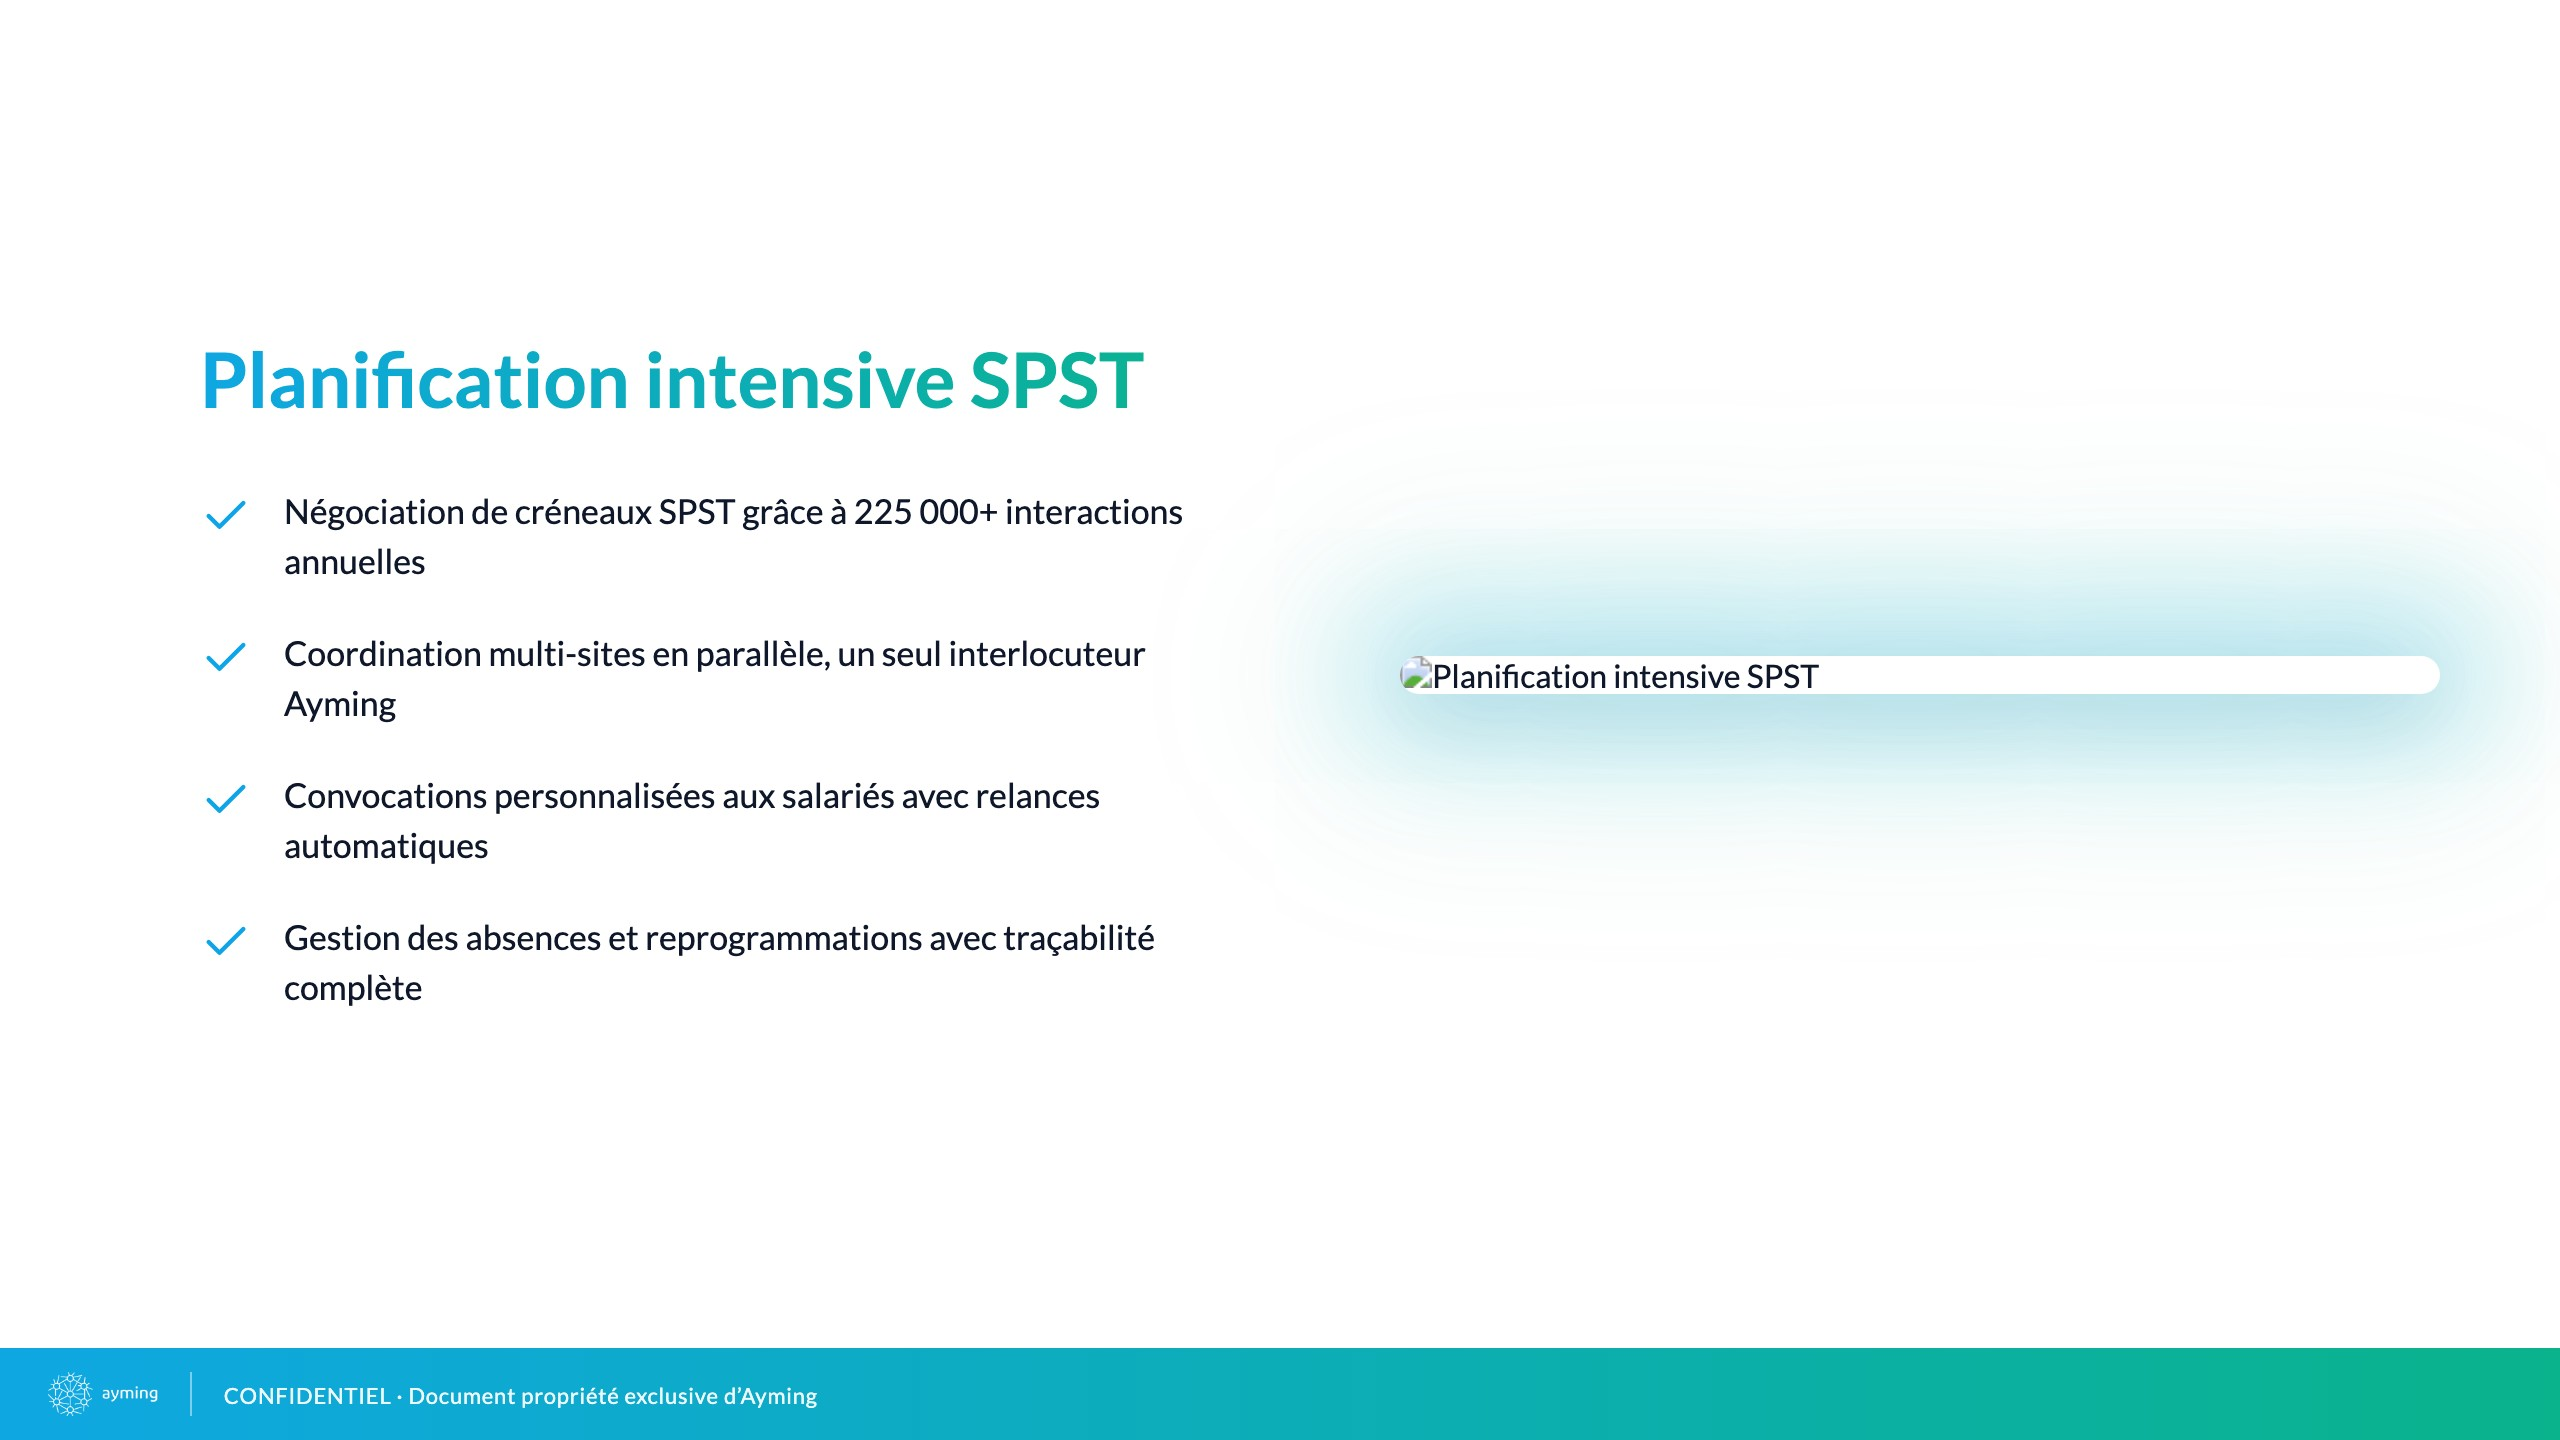 Planification intensive SPST
Négociation de créneaux SPST grâce à 225 000+ interactions
annuelles
Coordination multi-sites en parallèle, un seul interlocuteur
Ayming
Convocations personnalisées aux salariés avec relances
automatiques
Gestion des absences et reprogrammations avec traçabilité
complète
Planification intensive SPST
ayming
CONFIDENTIEL · Document propriété exclusive d’Ayming